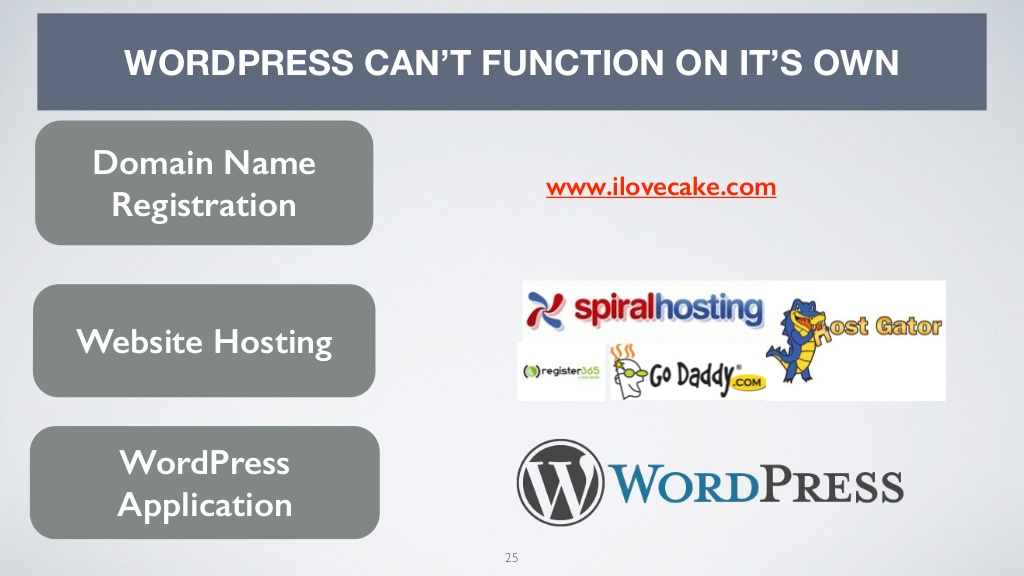 WORDPRESS CAN’T FUNCTION ON IT’S OWN
Domain Name
Registration
www.ilovecake.com
Website Hosting
spiralhosting
Host Gator
register365
Go Daddy
.COM
WordPress
Application
WORDPRESS
25